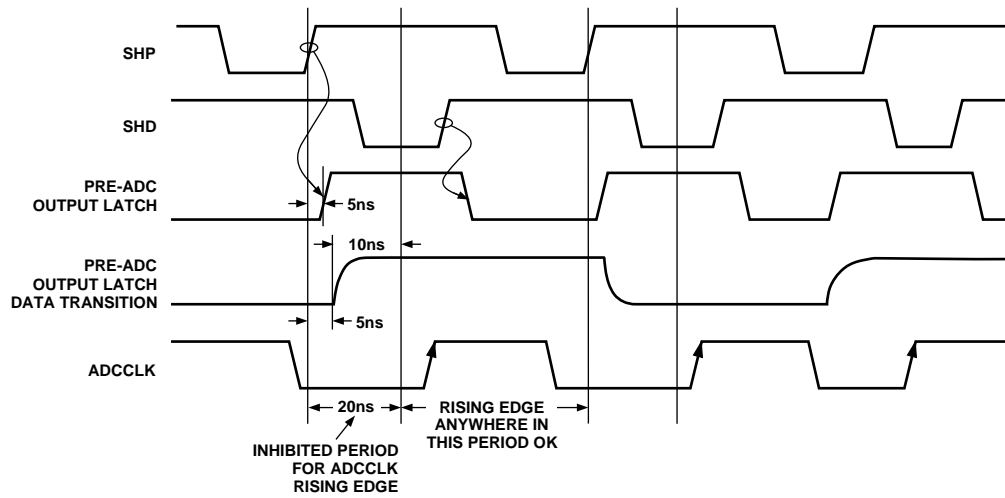 SHP
SHD
PRE-ADC
OUTPUT LATCH
5ns
10ns
PRE-ADC
OUTPUT LATCH
DATA TRANSITION
5ns
ADCCLK
20ns
RISING EDGE
ANYWHERE IN
THIS PERIOD OK
INHIBITED PERIOD
FOR ADCCLK
RISING EDGE